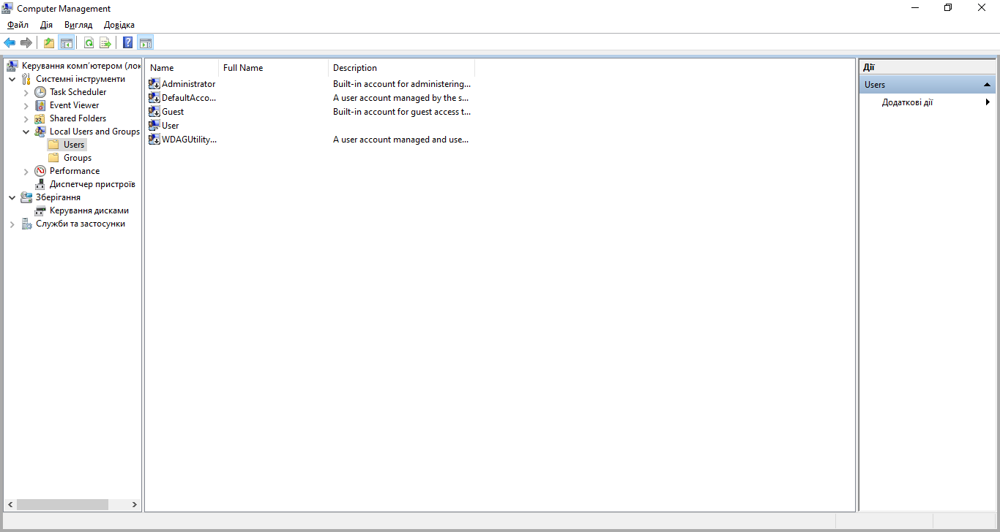 Computer Management
Файл Дія Вигляд Довідка
Керування комп'ютером (лок
Системні інструменти
Task Scheduler
Event Viewer
Shared Folders
Local Users and Groups
Users
Groups
Performance
Диспетчер пристроїв
Зберігання
Керування дисками
Служби та застосунки
Name Full Name Description
Administrator Built-in account for administering...
DefaultAcco... A user account managed by the s...
Guest Built-in account for guest access t...
User
WDAGUtility... A user account managed and use...
Дії
Users
Додаткові дії